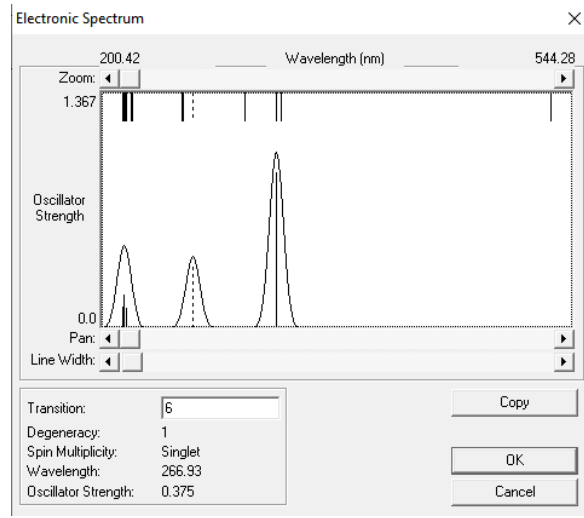 Electronic Spectrum
200.42 Wavelength (nm) 544.28
Zoom:
1.367
Oscillator
Strength
0.0
Pan:
Line Width:
Transition: 6
Degeneracy: 1
Spin Multiplicity: Singlet
Wavelength: 266.93
Oscillator Strength: 0.375
Copy
OK
Cancel